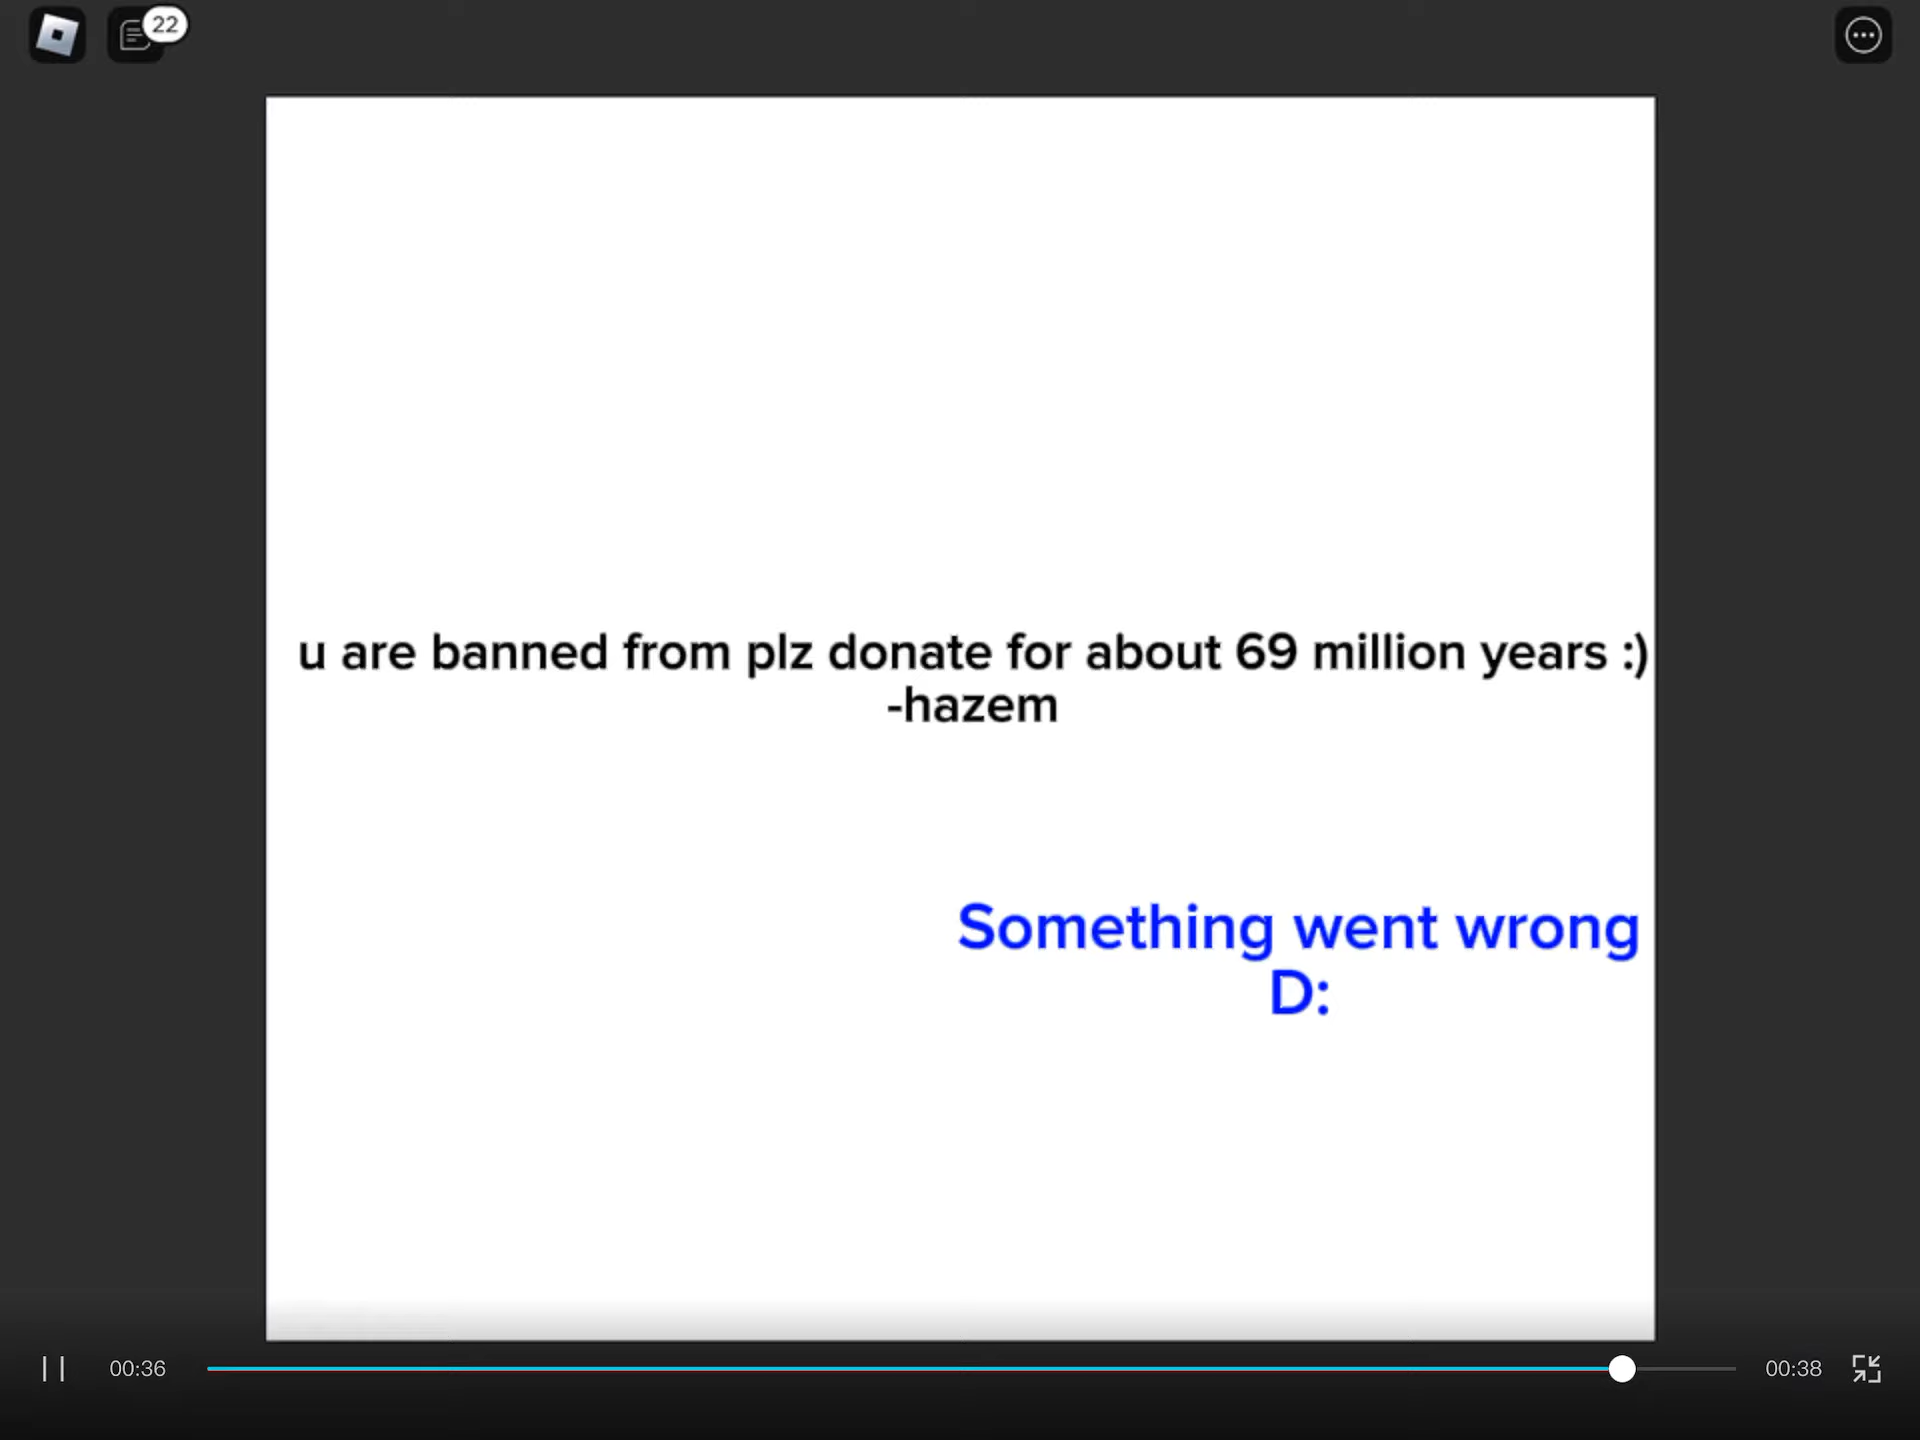 22
u are banned from plz donate for about 69 million years :)
-hazem
Something went wrong
D:
00:36
00:38